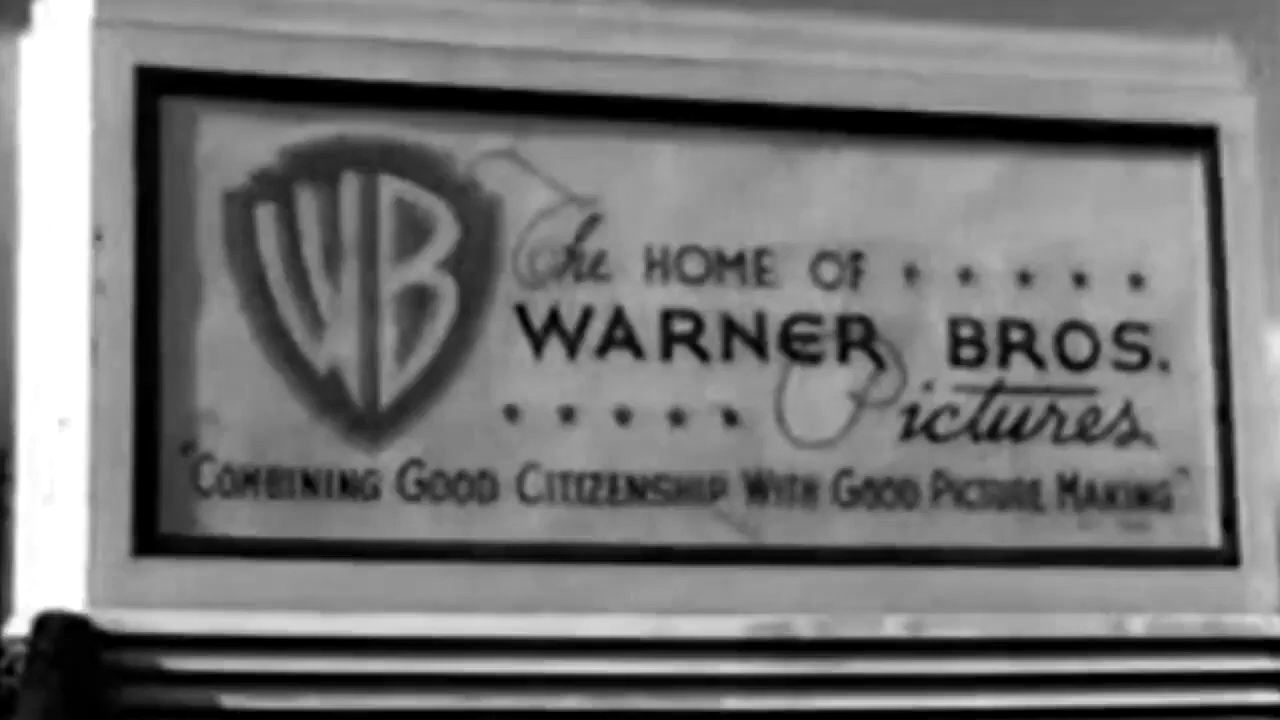 WB
The HOME OF . . . . .
WARNER BROS.
. . . . . Pictures
"COMBINING GOOD CITIZENSHIP WITH GOOD PICTURE MAKING"